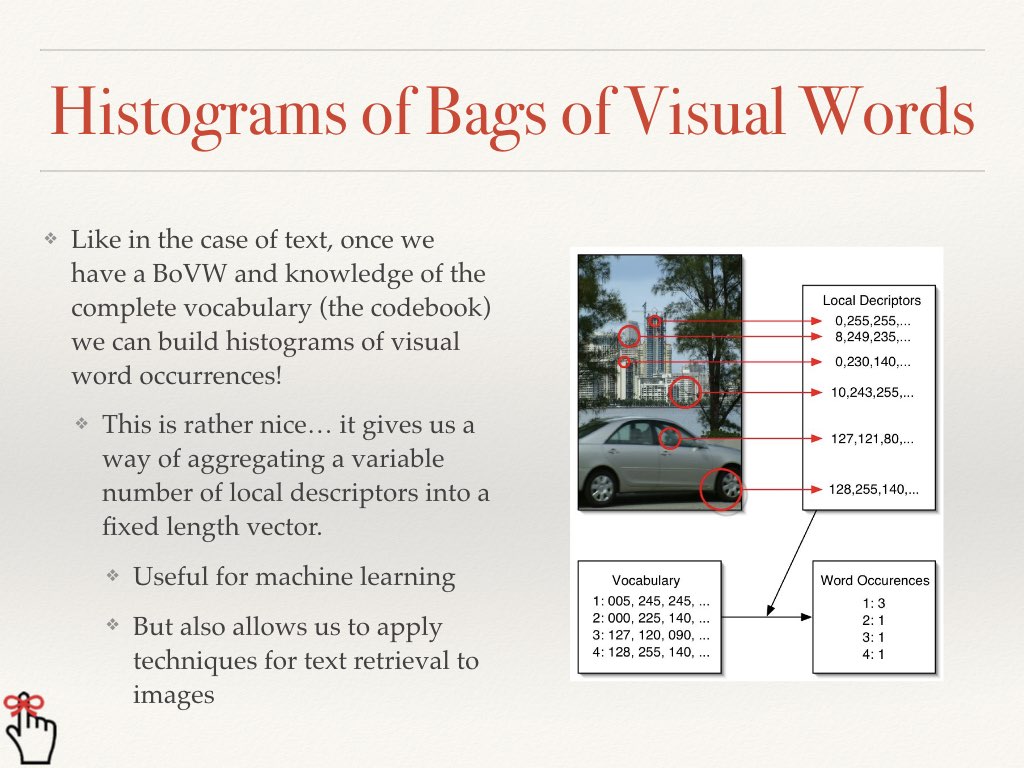 Histograms of Bags of Visual Words
Like in the case of text, once we
have a BoVW and knowledge of the
complete vocabulary (the codebook)
we can build histograms of visual
word occurrences!
This is rather nice… it gives us a
way of aggregating a variable
number of local descriptors into a
fixed length vector.
Useful for machine learning
But also allows us to apply
techniques for text retrieval to
images
Local Decriptors
0,255,255,...
8,249,235,...
0,230,140,...
10,243,255,...
127,121,80,...
128,255,140,...
Vocabulary
1: 005, 245, 245, ...
2: 000, 225, 140, ...
3: 127, 120, 090, ...
4: 128, 255, 140, ...
Word Occurences
1: 3
2: 1
3: 1
4: 1